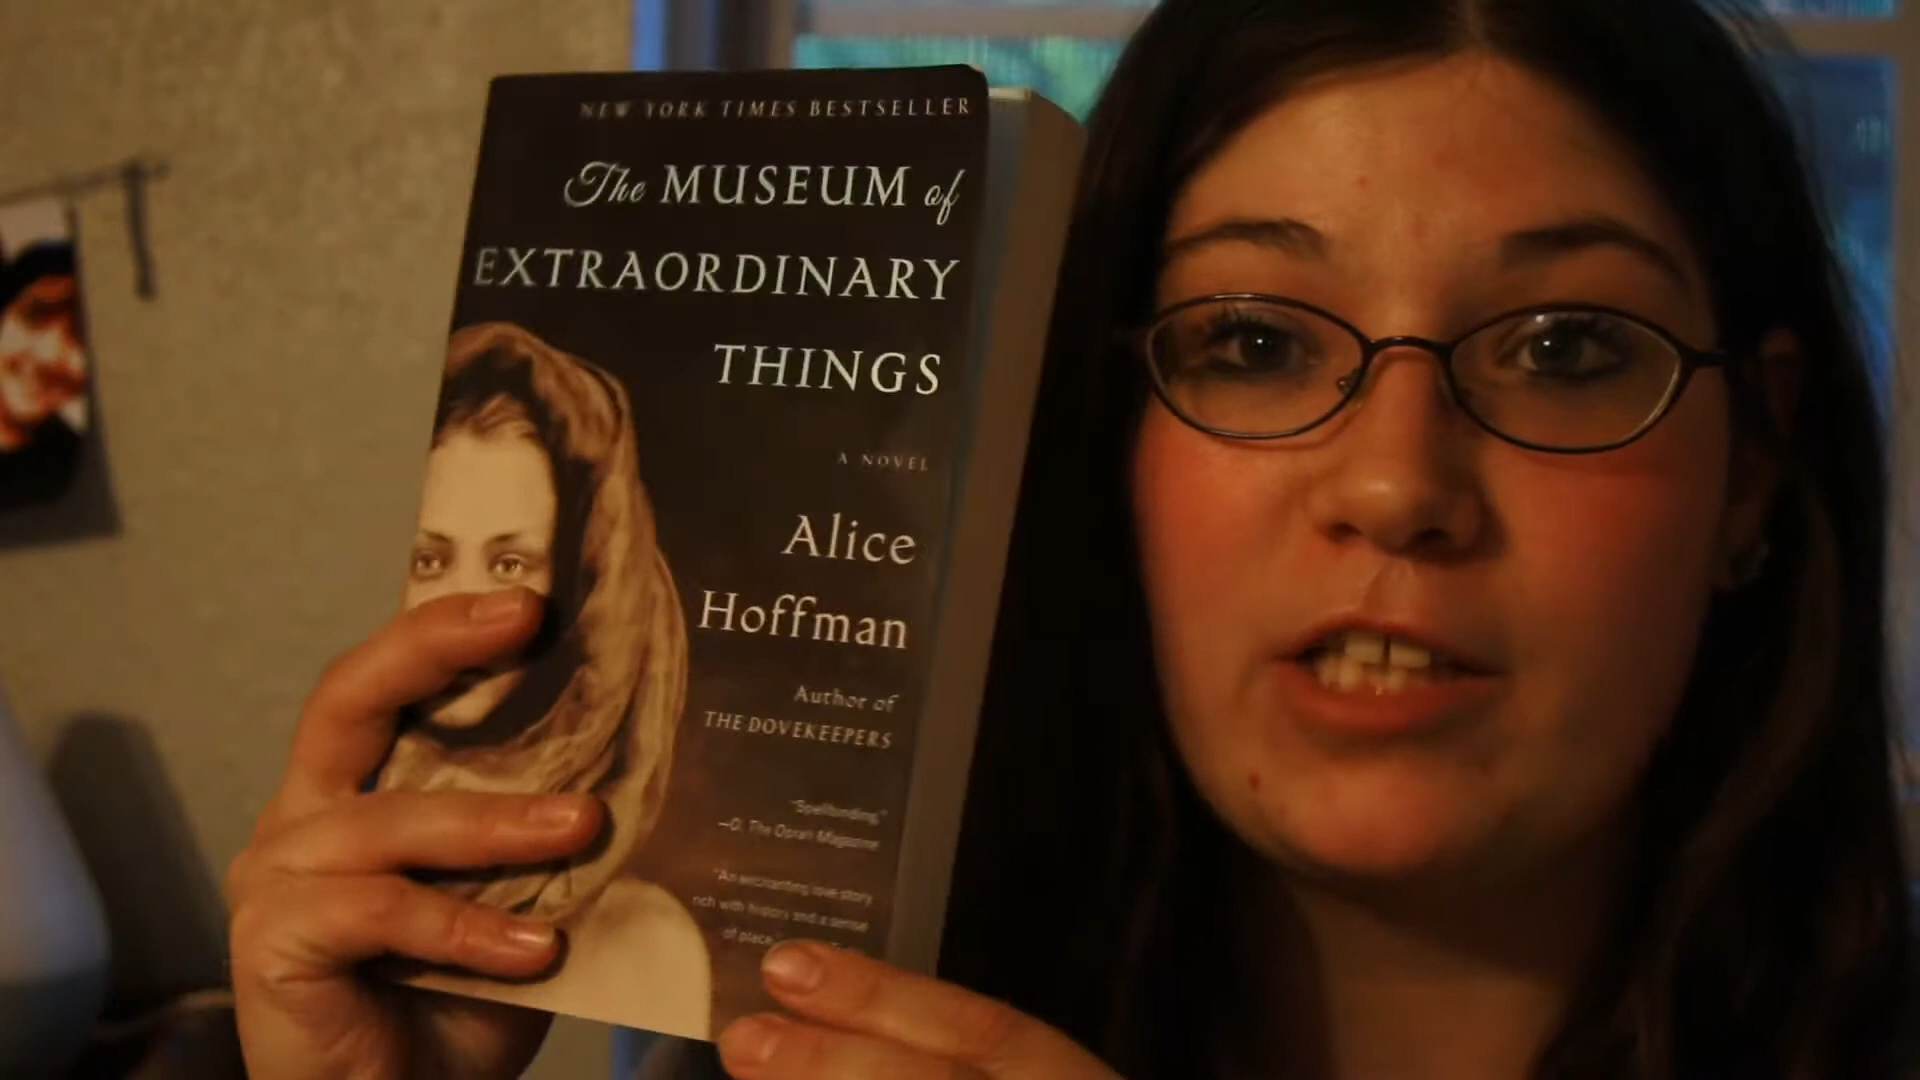 NEW YORK TIMES BESTSELLER
The MUSEUM of
EXTRAORDINARY
THINGS
A NOVEL
Alice
Hoffman
Author of
THE DOVEKEEPERS
"Spellbinding."
—O, The Oprah Magazine
"An enchanting love story
rich with history and a sense
of place."